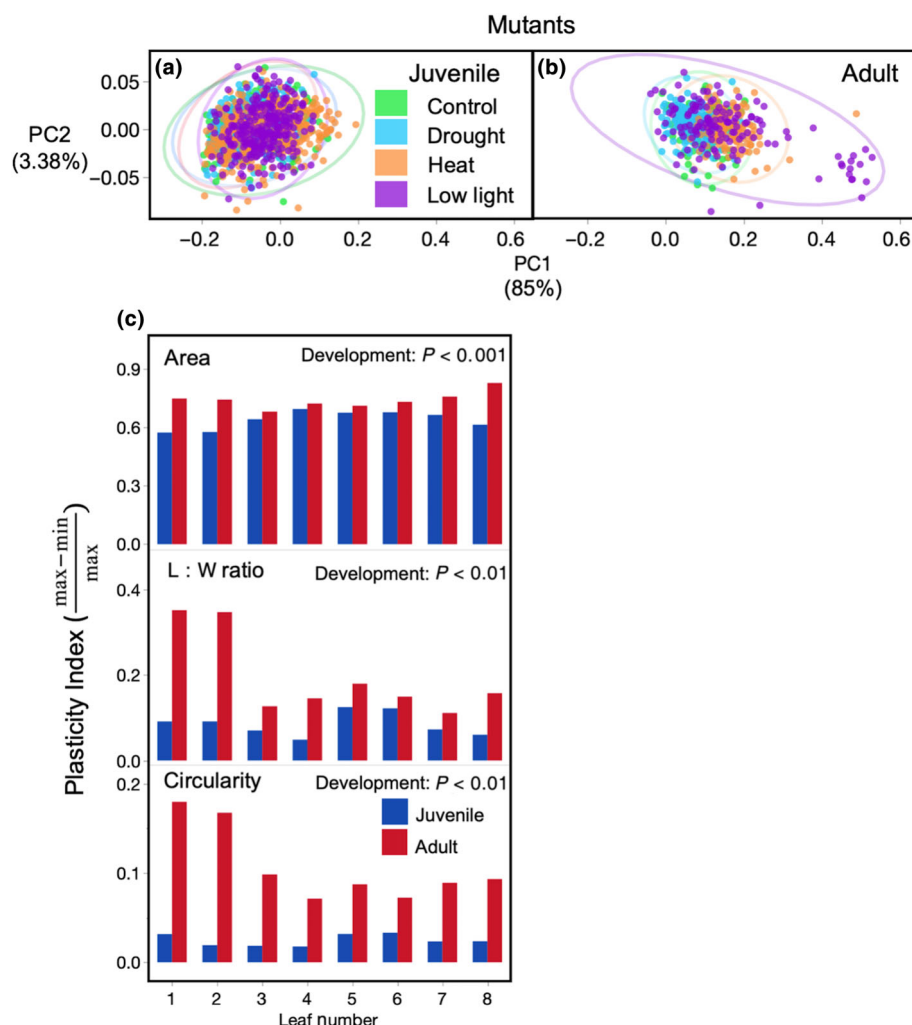 Mutants
(a)
Juvenile
Control
Drought
Heat
Low light
(b)
Adult
PC2
(3.38%)
0.05
0.00
−0.05
−0.2 0.0 0.2 0.4 0.6
−0.2 0.0 0.2 0.4 0.6
PC1
(85%)
(c)
Plasticity Index (max−min/max)
Area
Development: P < 0.001
0.9
0.6
0.3
0.0
L : W ratio
Development: P < 0.01
0.4
0.2
0.0
Circularity
Development: P < 0.01
Juvenile
Adult
0.2
0.1
0.0
1 2 3 4 5 6 7 8
Leaf number